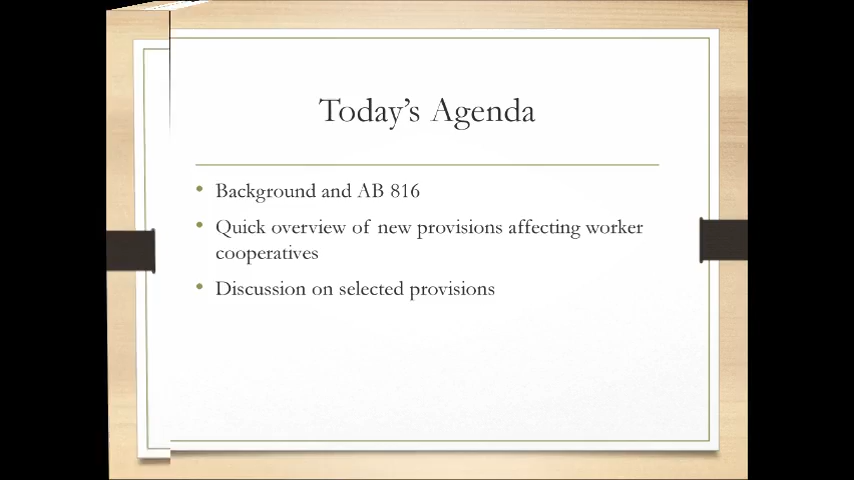 Today’s Agenda
• Background and AB 816
• Quick overview of new provisions affecting worker
cooperatives
• Discussion on selected provisions